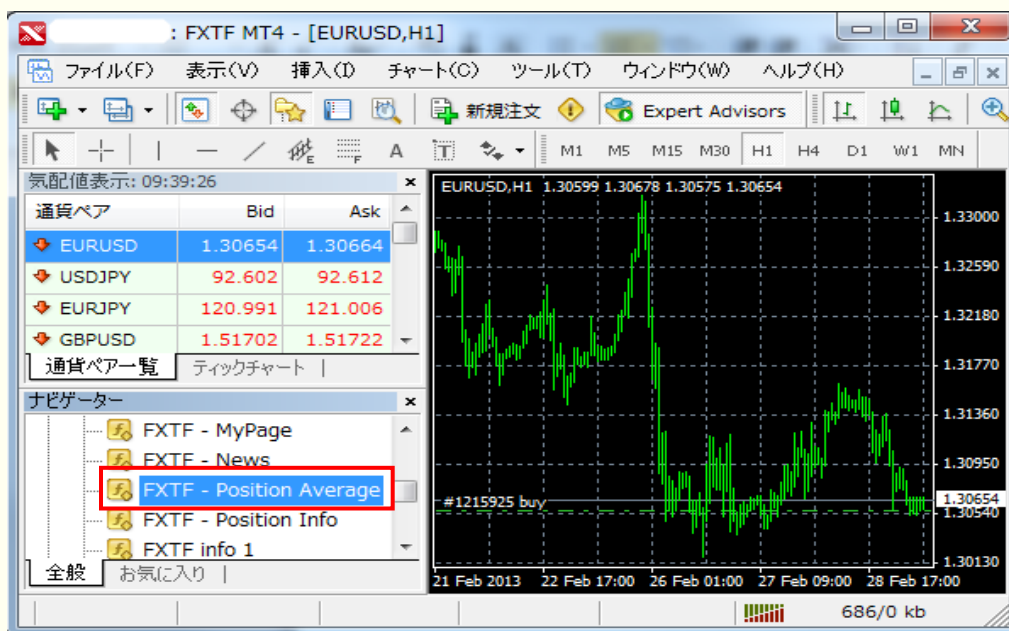 : FXTF MT4 - [EURUSD,H1]
ファイル(F) 表示(V) 挿入(I) チャート(C) ツール(T) ウィンドウ(W) ヘルプ(H)
新規注文 Expert Advisors
E F A T M1 M5 M15 M30 H1 H4 D1 W1 MN
気配値表示: 09:39:26
通貨ペア Bid Ask
EURUSD 1.30654 1.30664
USDJPY 92.602 92.612
EURJPY 120.991 121.006
GBPUSD 1.51702 1.51722
通貨ペア一覧 ティックチャート
ナビゲーター
FXTF - MyPage
FXTF - News
FXTF - Position Average
FXTF - Position Info
FXTF info 1
全般 お気に入り
EURUSD,H1 1.30599 1.30678 1.30575 1.30654
1.33000
1.32590
1.32180
1.31770
1.31360
1.30950
#1215925 buy
1.30654
1.30540
1.30130
21 Feb 2013 22 Feb 17:00 26 Feb 01:00 27 Feb 09:00 28 Feb 17:00
686/0 kb